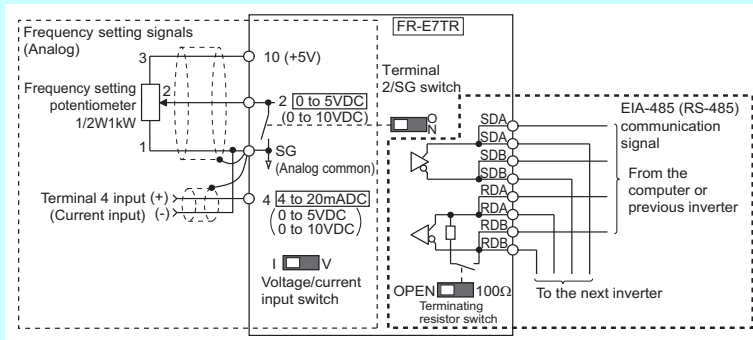 Frequency setting signals
(Analog)
FR-E7TR
3
10 (+5V)
Frequency setting
potentiometer
1/2W1kW
2
2 0 to 5VDC
(0 to 10VDC)
1
SG
(Analog common)
Terminal
2/SG switch
O
N
Terminal 4 input (+)
(Current input) (-)
4 4 to 20mADC
(0 to 5VDC
0 to 10VDC)
I V
Voltage/current
input switch
SDA
SDA
SDB
SDB
RDA
RDA
RDB
RDB
EIA-485 (RS-485)
communication
signal
From the
computer or
previous inverter
OPEN 100Ω
Terminating
resistor switch
To the next inverter